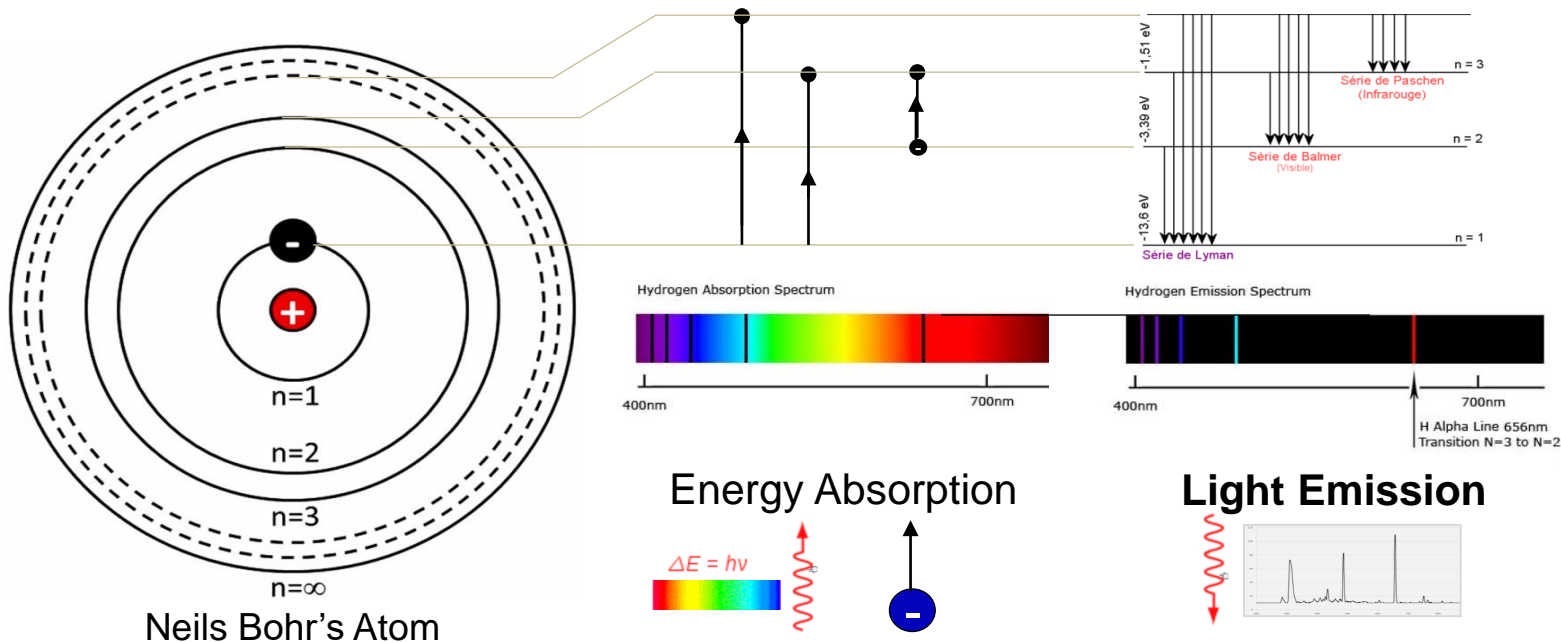 -
+
n=1
n=2
n=3
n=∞
Neils Bohr's Atom
-
-1,51 eV
-3,39 eV
-13,6 eV
n = 3
Série de Paschen
(Infrarouge)
n = 2
Série de Balmer
(Visible)
n = 1
Série de Lyman
Hydrogen Absorption Spectrum
400nm
700nm
Hydrogen Emission Spectrum
400nm
700nm
H Alpha Line 656nm
Transition N=3 to N=2
Energy Absorption
ΔE = hν
-
Light Emission